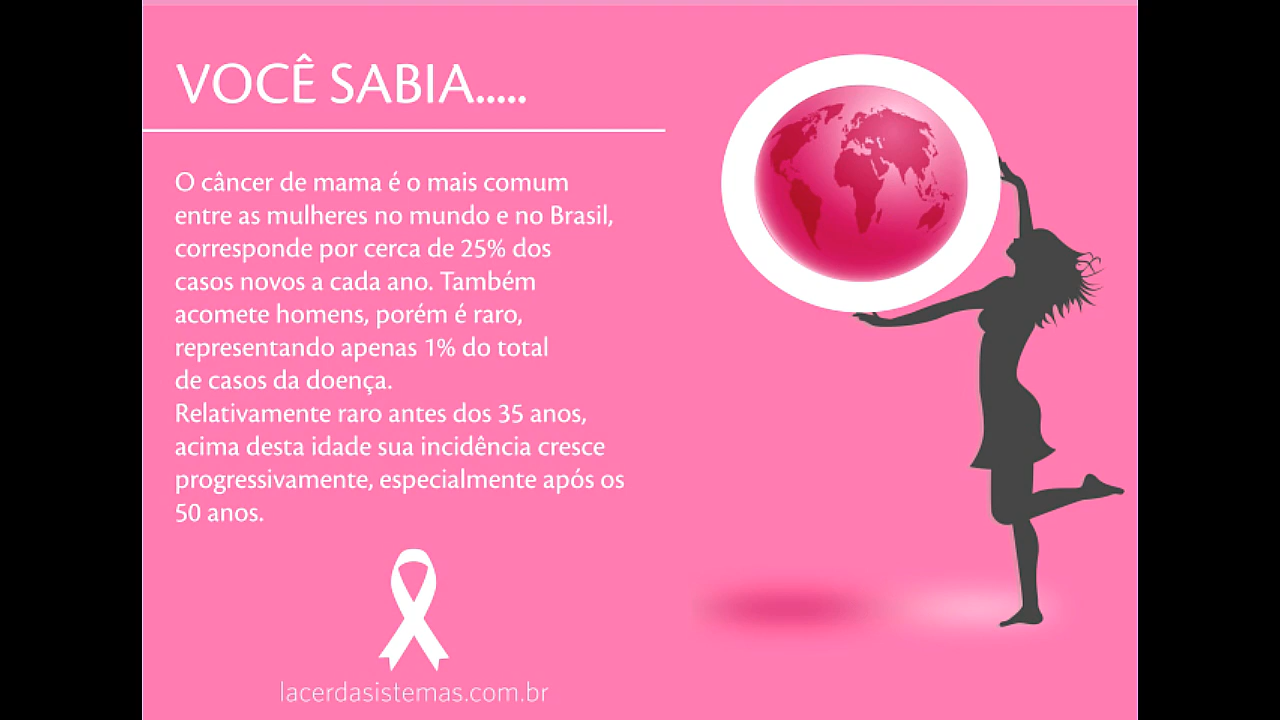 VOCÊ SABIA.....
O câncer de mama é o mais comum
entre as mulheres no mundo e no Brasil,
corresponde por cerca de 25% dos
casos novos a cada ano. Também
acomete homens, porém é raro,
representando apenas 1% do total
de casos da doença.
Relativamente raro antes dos 35 anos,
acima desta idade sua incidência cresce
progressivamente, especialmente após os
50 anos.
lacerdasistemas.com.br